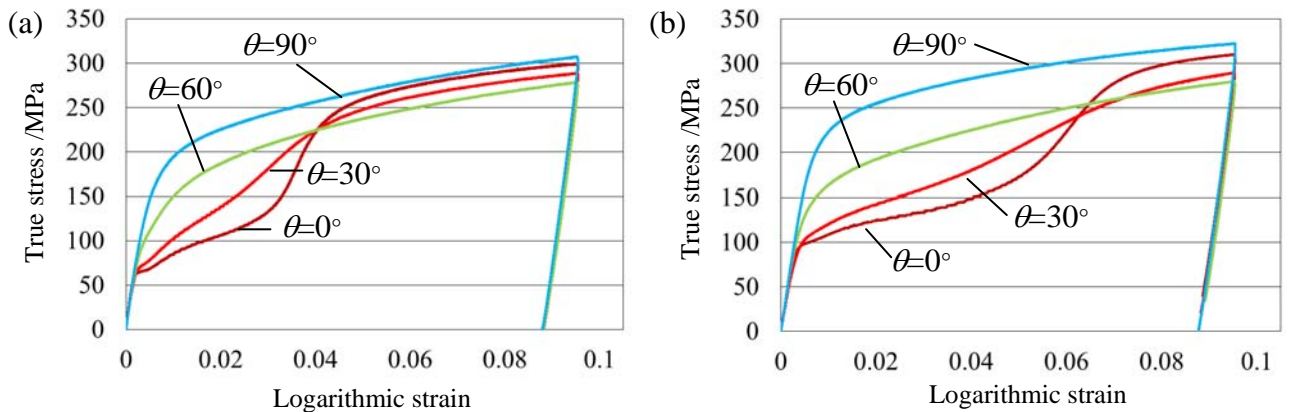 (a)
True stress /MPa
350
300
250
200
150
100
50
0
θ=90°
θ=60°
θ=30°
θ=0°
0 0.02 0.04 0.06 0.08 0.1
Logarithmic strain
(b)
True stress /MPa
350
300
250
200
150
100
50
0
θ=90°
θ=60°
θ=30°
θ=0°
0 0.02 0.04 0.06 0.08 0.1
Logarithmic strain